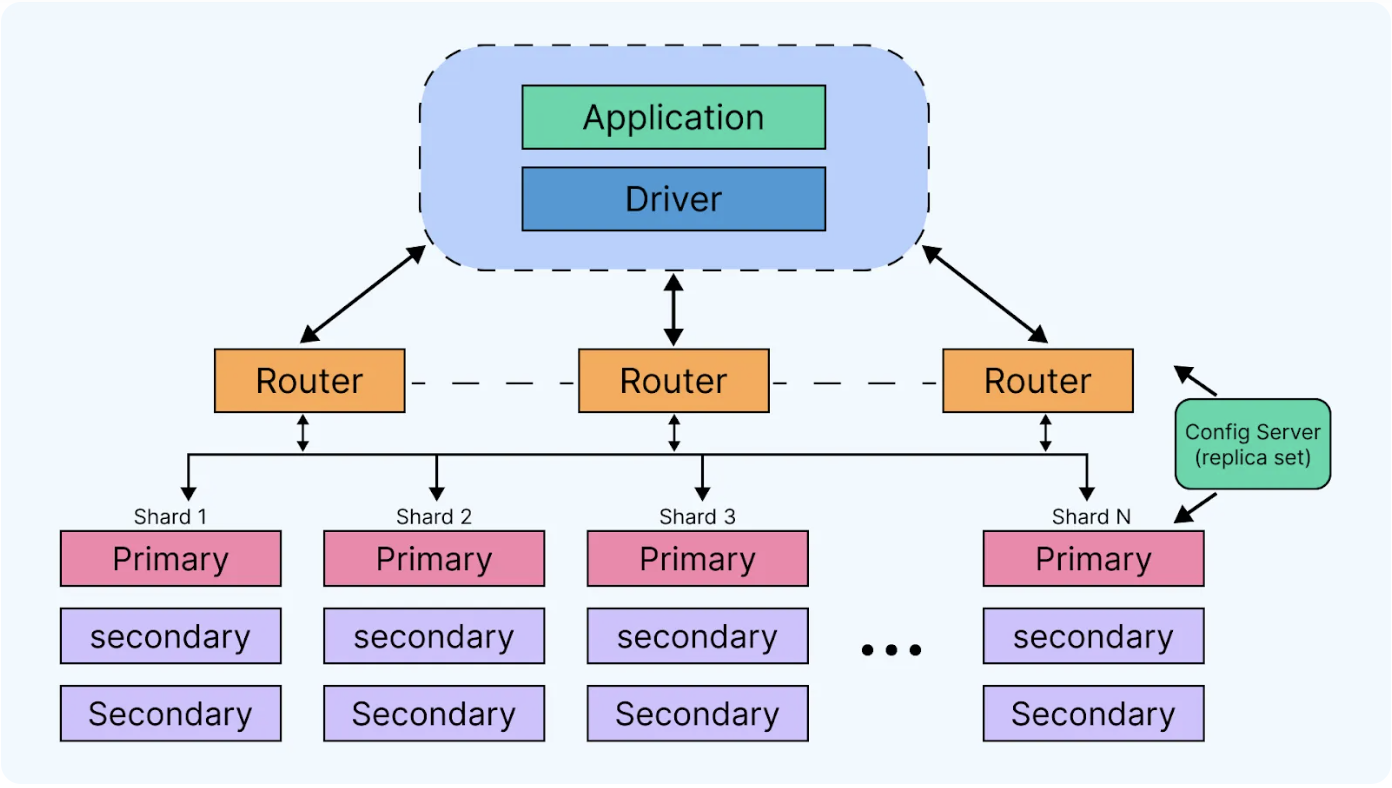 Application
Driver
Router
Router
Router
Config Server
(replica set)
Shard 1
Shard 2
Shard 3
Shard N
Primary
Primary
Primary
Primary
secondary
secondary
secondary
secondary
Secondary
Secondary
Secondary
Secondary